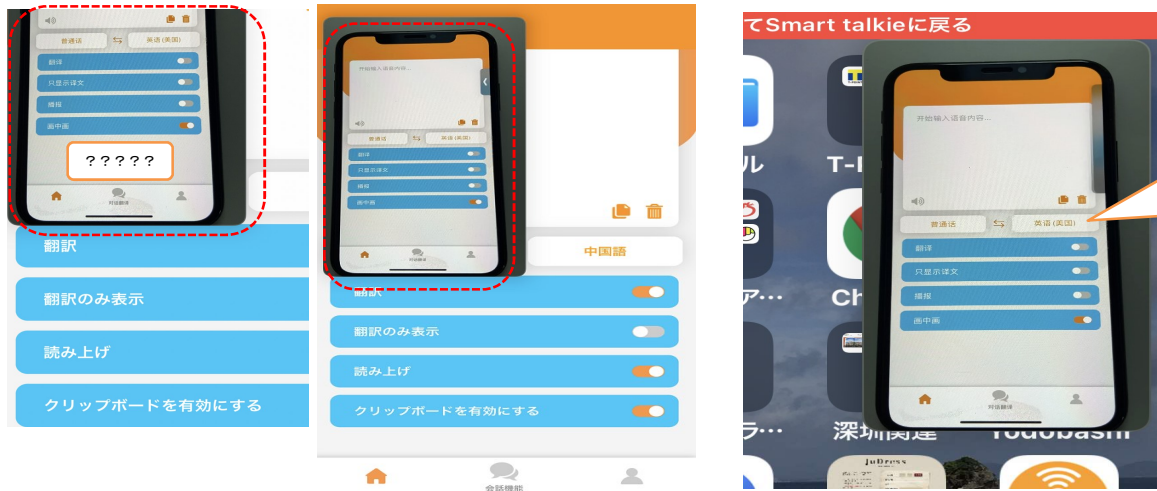 普通话
英语(美国)
翻译
只显示译文
播报
画中画
?????
对话翻译
翻訳
翻訳のみ表示
読み上げ
クリップボードを有効にする
开始输入语音内容...
普通话
英语(美国)
翻译
只显示译文
播报
画中画
对话翻译
中国語
翻訳のみ表示
読み上げ
クリップボードを有効にする
会話機能
てSmart talkieに戻る
开始输入语音内容...
普通话
英语(美国)
翻译
只显示译文
播报
画中画
对话翻译
ル
T-
ア…
Ch
ラ…
JoDress